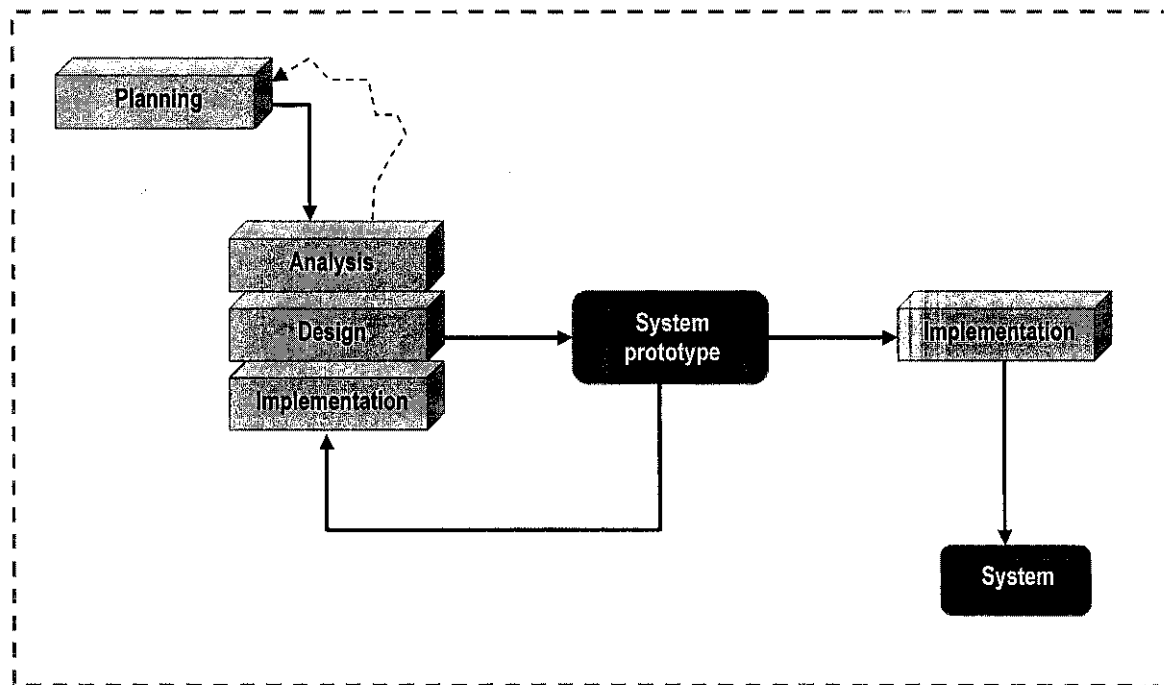 Planning
Analysis
Design
Implementation
System
prototype
Implementation
System